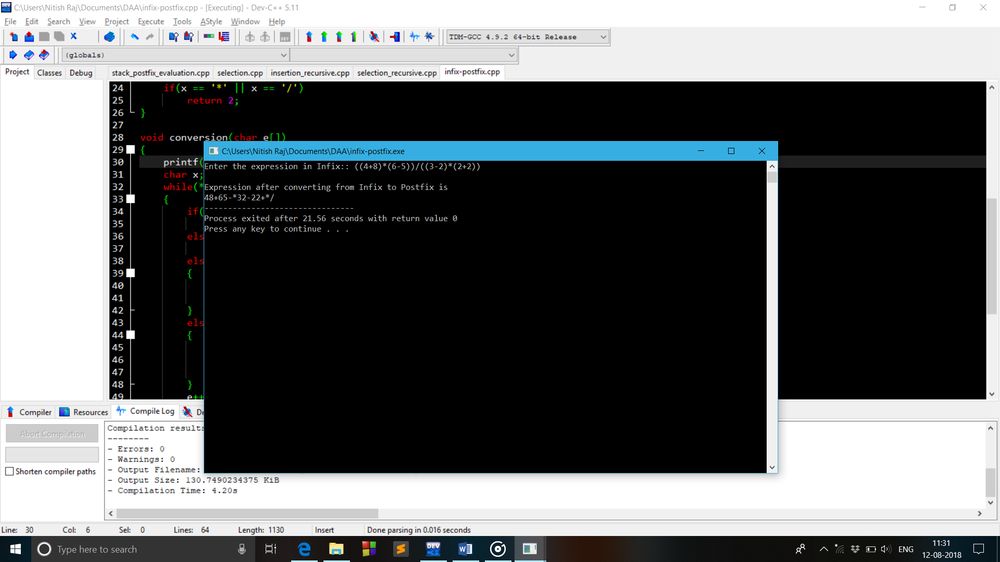 C:\Users\Nitish Raj\Documents\DAA\infix-postfix.cpp - [Executing] - Dev-C++ 5.11
File Edit Search View Project Execute Tools AStyle Window Help
TDM-GCC 4.9.2 64-bit Release
(globals)
Project Classes Debug stack_postfix_evaluation.cpp selection.cpp insertion_recursive.cpp selection_recursive.cpp infix-postfix.cpp
24 if(x == '*' || x == '/')
25 return 2;
26 }
27
28 void conversion(char e[])
29 {
30 printf(
31 char x;
32 while(*
33 {
34 if(
35
36 els
37
38 els
39 {
40
41
42 }
43 els
44 {
45
46
47
48 }
49 e++
C:\Users\Nitish Raj\Documents\DAA\infix-postfix.exe
Enter the expression in Infix:: ((4+8)*(6-5))/((3-2)*(2+2))
Expression after converting from Infix to Postfix is
48+65-*32-22+*/
--------------------------------
Process exited after 21.56 seconds with return value 0
Press any key to continue . . .
Compiler Resources Compile Log De
Abort Compilation
Shorten compiler paths
Compilation results
--------
- Errors: 0
- Warnings: 0
- Output Filename:
- Output Size: 130.7490234375 KiB
- Compilation Time: 4.20s
Line: 30 Col: 6 Sel: 0 Lines: 64 Length: 1130 Insert Done parsing in 0.016 seconds
Type here to search
DEV C++
ENG
11:31
12-08-2018